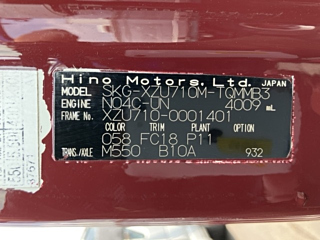 Hino Motors, Ltd. JAPAN
MODEL SKG-XZU710M-TQMMB3
ENGINE N04C-UN 4009 mL
FRAME No. XZU710-0001401
COLOR TRIM PLANT OPTION
058 FC18 P11
TRANS./AXLE M550 B10A 932